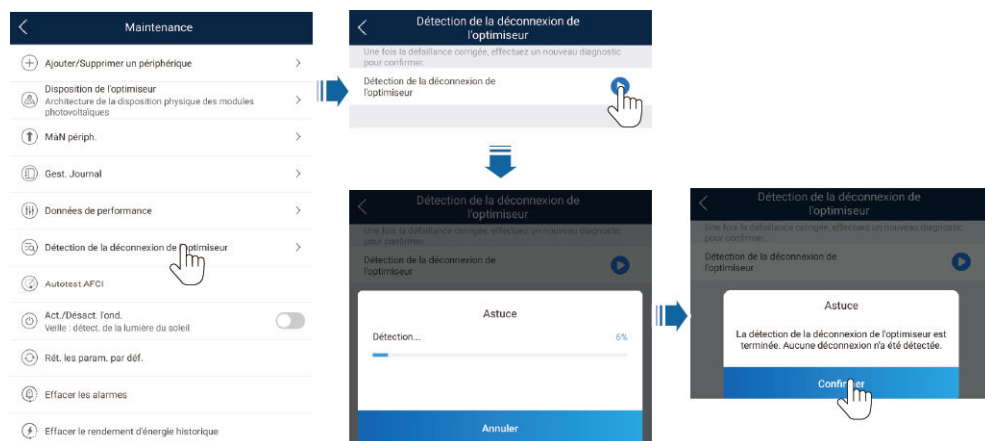 Maintenance
Ajouter/Supprimer un périphérique
Disposition de l'optimiseur
Architecture de la disposition physique des modules
photovoltaïques
MàN périph.
Gest. Journal
Données de performance
Détection de la déconnexion de l'optimiseur
Autotest AFCI
Act./Désact. l'ond.
Veille : détect. de la lumière du soleil
Rét. les param. par déf.
Effacer les alarmes
Effacer le rendement d'énergie historique
Détection de la déconnexion de
l'optimiseur
Une fois la défaillance corrigée, effectuez un nouveau diagnostic
pour confirmer.
Détection de la déconnexion de
l'optimiseur
Détection de la déconnexion de
l'optimiseur
Une fois la défaillance corrigée, effectuez un nouveau diagnostic
pour confirmer.
Détection de la déconnexion de
l'optimiseur
Astuce
Détection...
6%
Annuler
Détection de la déconnexion de
l'optimiseur
Une fois la défaillance corrigée, effectuez un nouveau diagnostic
pour confirmer.
Détection de la déconnexion de
l'optimiseur
Astuce
La détection de la déconnexion de l'optimiseur est
terminée. Aucune déconnexion n'a été détectée.
Confirmer